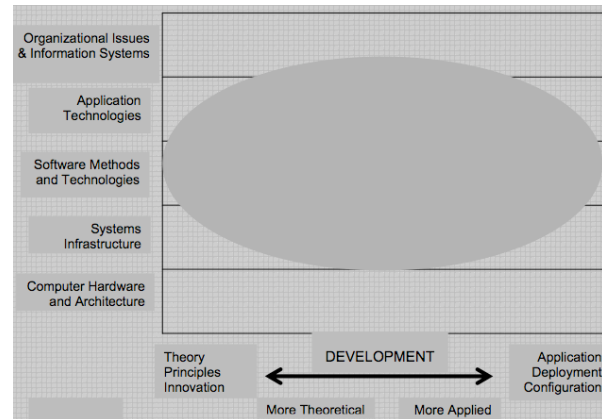 Organizational Issues
& Information Systems
Application
Technologies
Software Methods
and Technologies
Systems
Infrastructure
Computer Hardware
and Architecture
Theory
Principles
Innovation
DEVELOPMENT
Application
Deployment
Configuration
More Theoretical
More Applied